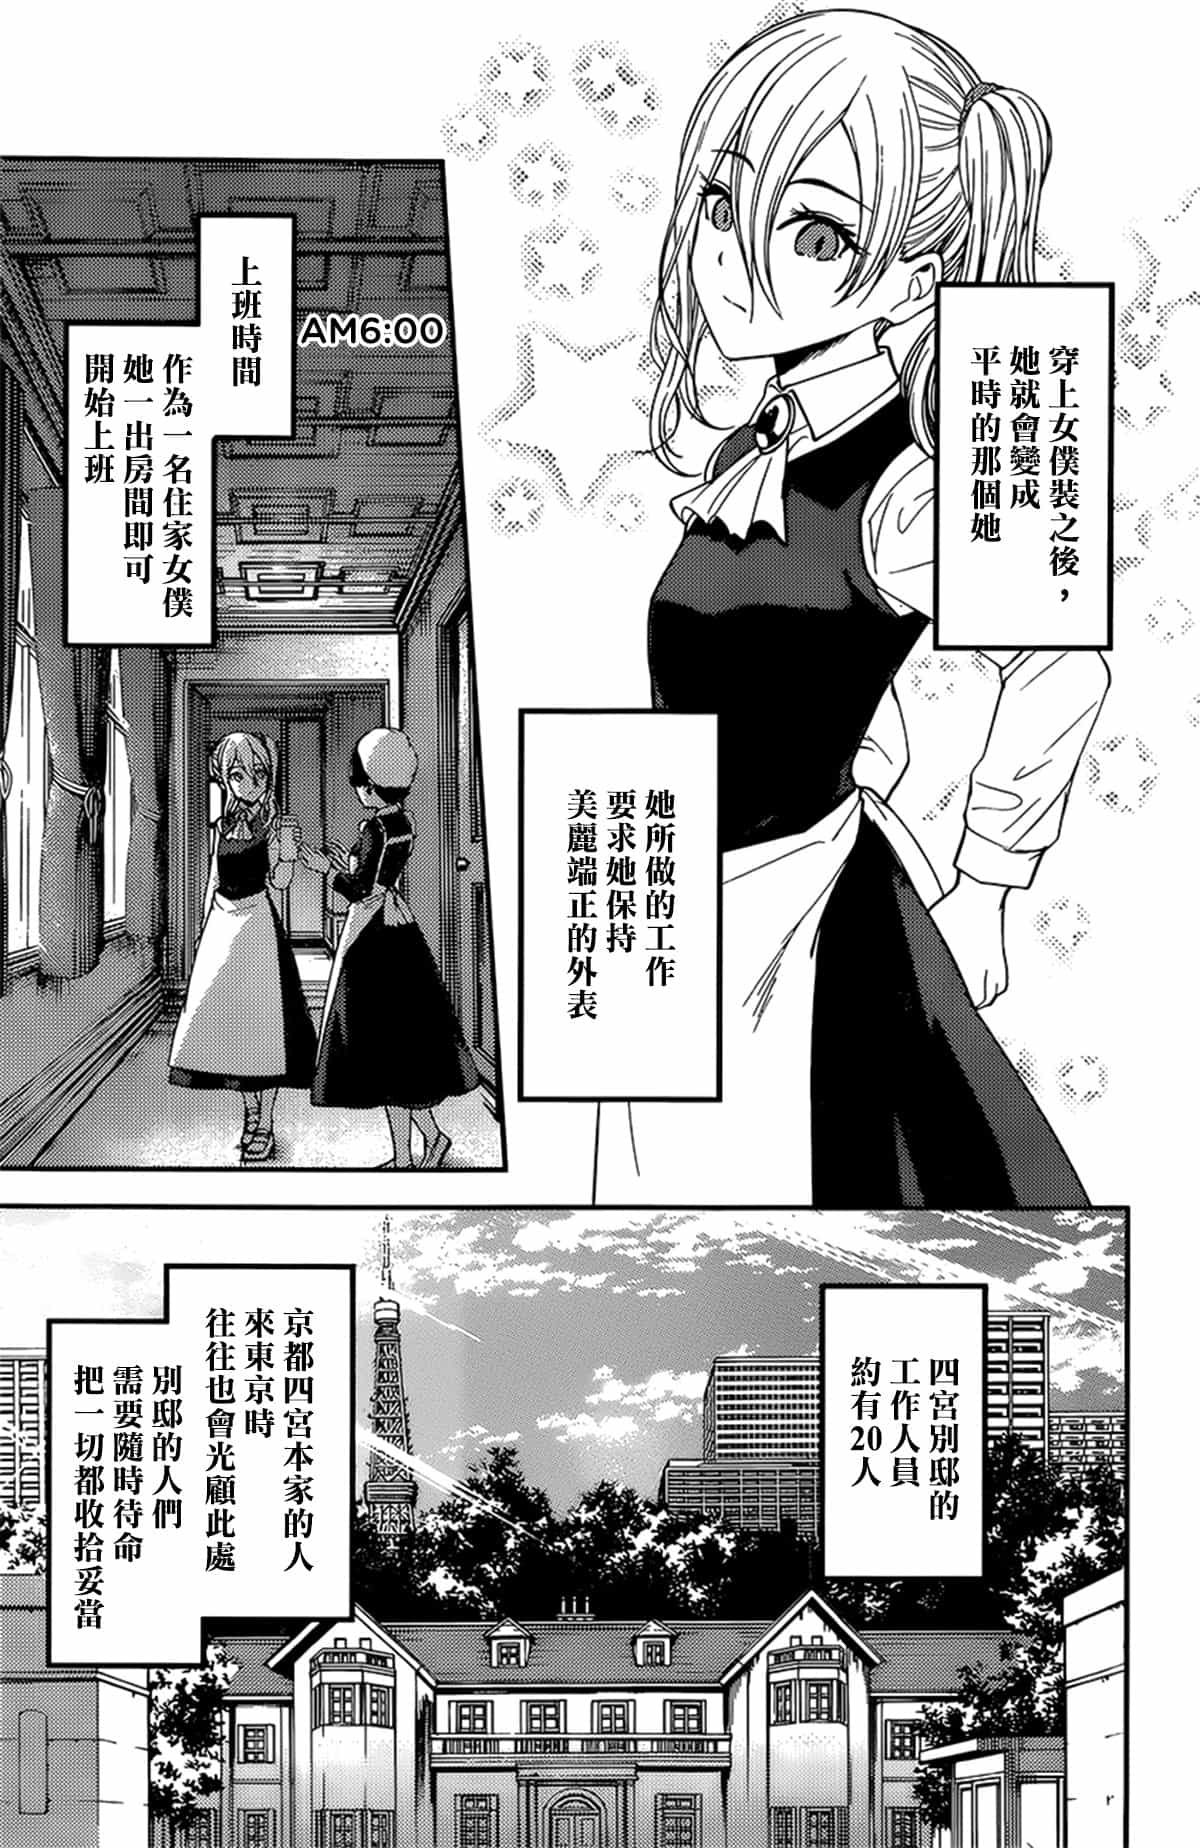 穿上女僕裝之後，
她就會變成
平時的那個她
她所做的工作
要求她保持
美麗端正的外表
AM6:00
上班時間
作為一名住家女僕
她一出房間即可
開始上班
四宮別邸的
工作人員
約有20人
京都四宮本家的人
來東京時
往往也會光顧此處
別邸的人們
需要隨時待命
把一切都收拾妥當